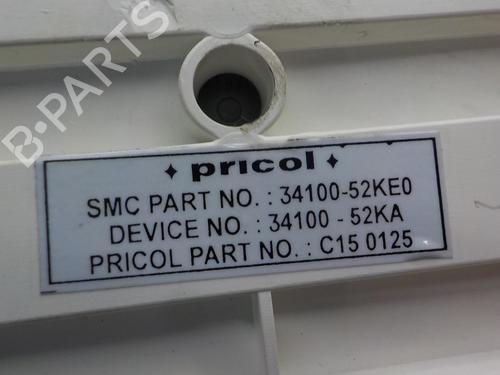 B-PARTS
pricol
SMC PART NO. : 34100-52KE0
DEVICE NO. : 34100 - 52KA
PRICOL PART NO. : C15 0125